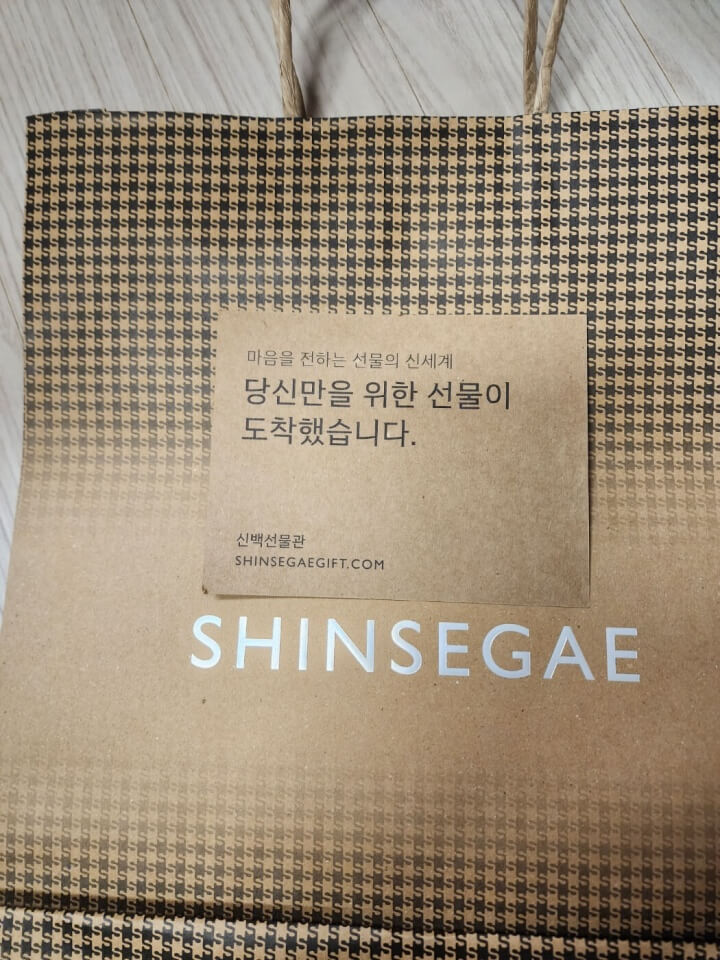 마음을 전하는 선물의 신세계
당신만을 위한 선물이
도착했습니다.
신백선물관
SHINSEGAEGIFT.COM
SHINSEGAE